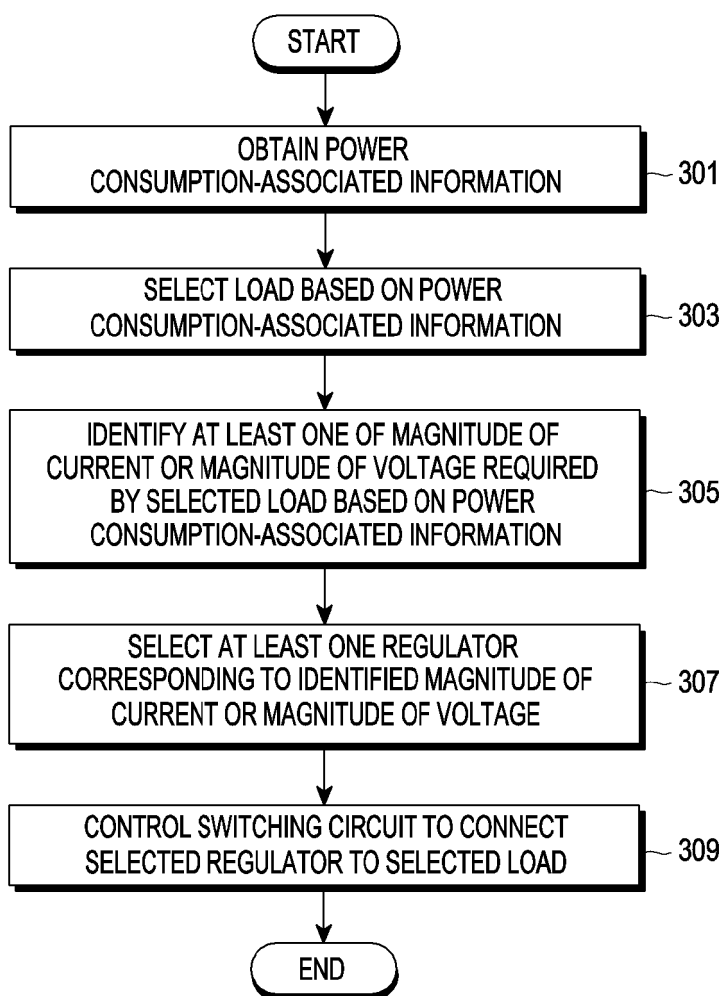 START
OBTAIN POWER
CONSUMPTION-ASSOCIATED INFORMATION
301
SELECT LOAD BASED ON POWER
CONSUMPTION-ASSOCIATED INFORMATION
303
IDENTIFY AT LEAST ONE OF MAGNITUDE OF
CURRENT OR MAGNITUDE OF VOLTAGE REQUIRED
BY SELECTED LOAD BASED ON POWER
CONSUMPTION-ASSOCIATED INFORMATION
305
SELECT AT LEAST ONE REGULATOR
CORRESPONDING TO IDENTIFIED MAGNITUDE OF
CURRENT OR MAGNITUDE OF VOLTAGE
307
CONTROL SWITCHING CIRCUIT TO CONNECT
SELECTED REGULATOR TO SELECTED LOAD
309
END